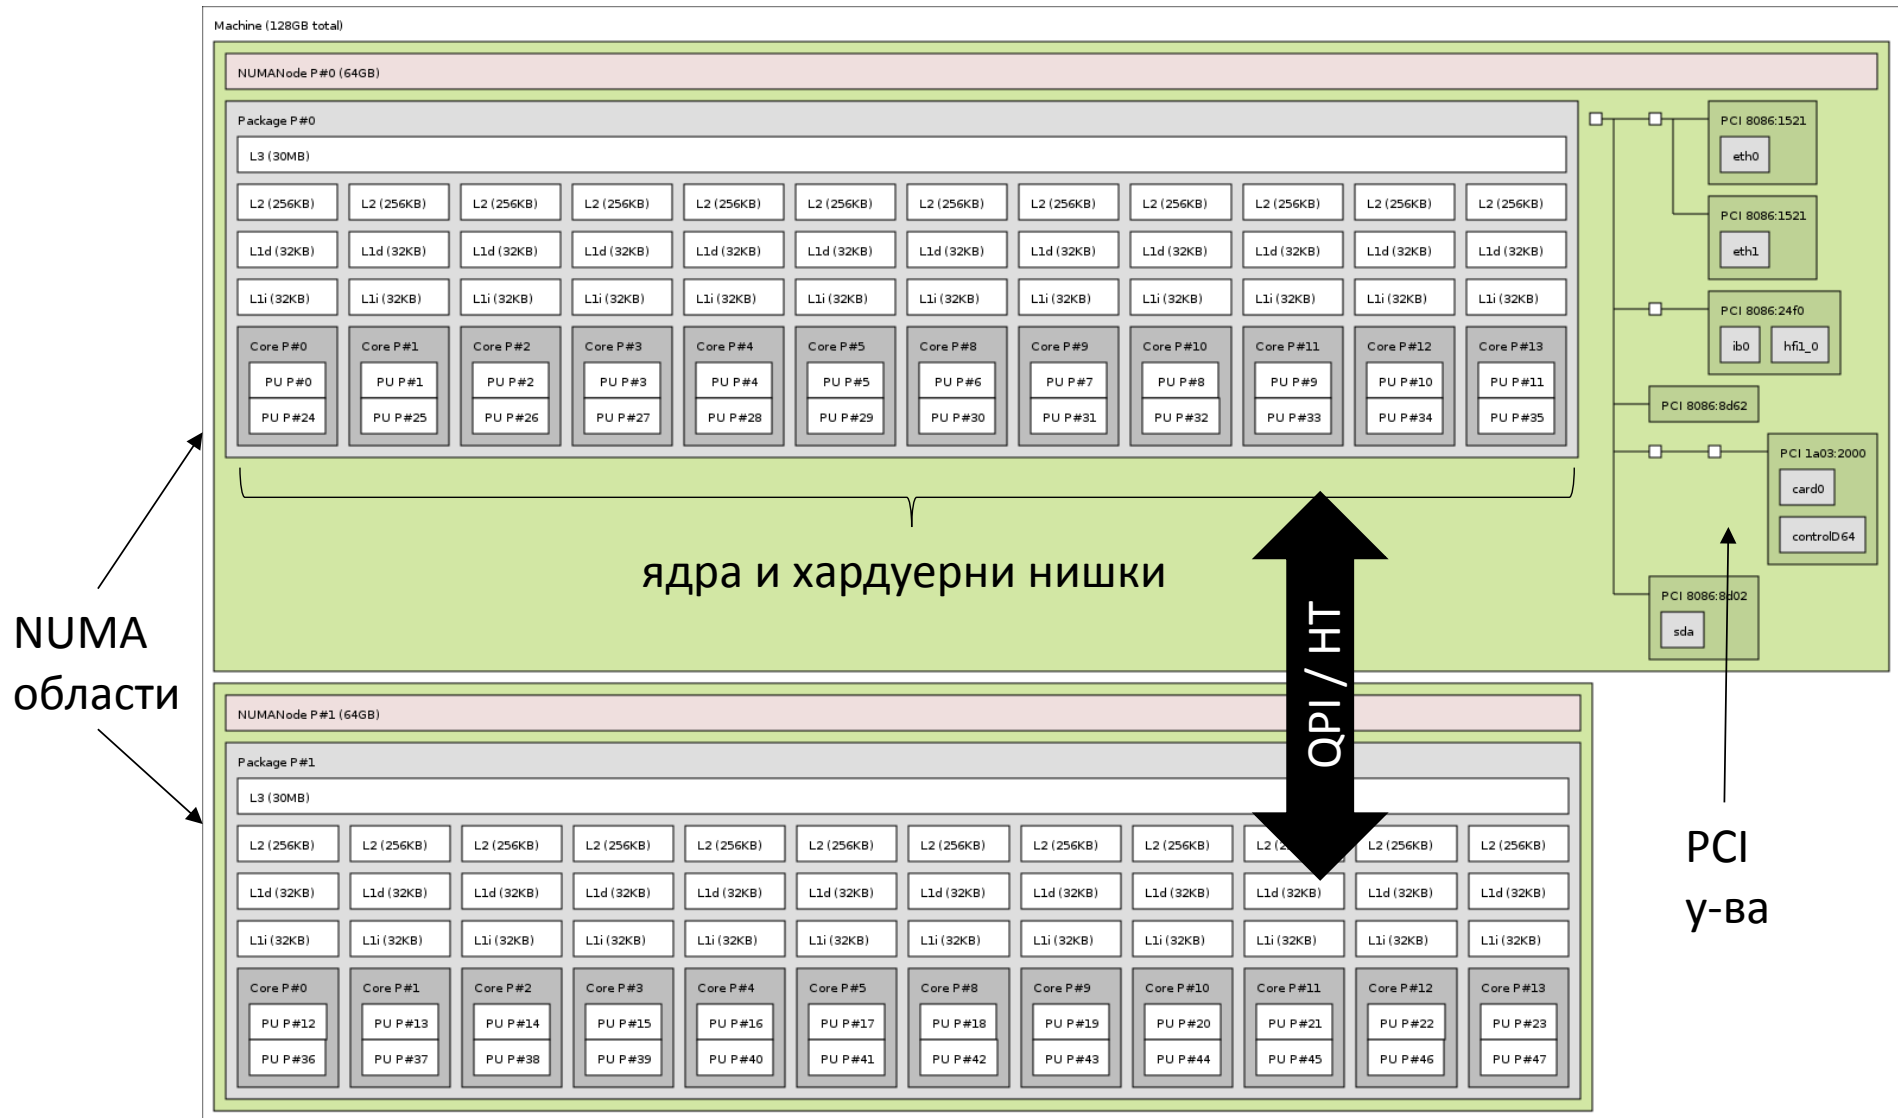 Machine (128GB total)
NUMANode P#0 (64GB)
Package P#0
L3 (30MB)
L2 (256KB) L2 (256KB) L2 (256KB) L2 (256KB) L2 (256KB) L2 (256KB) L2 (256KB) L2 (256KB) L2 (256KB) L2 (256KB) L2 (256KB) L2 (256KB)
L1d (32KB) L1d (32KB) L1d (32KB) L1d (32KB) L1d (32KB) L1d (32KB) L1d (32KB) L1d (32KB) L1d (32KB) L1d (32KB) L1d (32KB) L1d (32KB)
L1i (32KB) L1i (32KB) L1i (32KB) L1i (32KB) L1i (32KB) L1i (32KB) L1i (32KB) L1i (32KB) L1i (32KB) L1i (32KB) L1i (32KB) L1i (32KB)
Core P#0 Core P#1 Core P#2 Core P#3 Core P#4 Core P#5 Core P#8 Core P#9 Core P#10 Core P#11 Core P#12 Core P#13
PU P#0 PU P#1 PU P#2 PU P#3 PU P#4 PU P#5 PU P#6 PU P#7 PU P#8 PU P#9 PU P#10 PU P#11
PU P#24 PU P#25 PU P#26 PU P#27 PU P#28 PU P#29 PU P#30 PU P#31 PU P#32 PU P#33 PU P#34 PU P#35
PCI 8086:1521
eth0
PCI 8086:1521
eth1
PCI 8086:24f0
ib0 hfi1_0
PCI 8086:8d62
PCI 1a03:2000
card0
controlD64
PCI 8086:8d02
sda
ядра и хардуерни нишки
NUMA
области
QPI / HT
PCI
у-ва
NUMANode P#1 (64GB)
Package P#1
L3 (30MB)
L2 (256KB) L2 (256KB) L2 (256KB) L2 (256KB) L2 (256KB) L2 (256KB) L2 (256KB) L2 (256KB) L2 (256KB) L2 L2 (256KB) L2 (256KB)
L1d (32KB) L1d (32KB) L1d (32KB) L1d (32KB) L1d (32KB) L1d (32KB) L1d (32KB) L1d (32KB) L1d (32KB) L1d (32KB) L1d (32KB) L1d (32KB)
L1i (32KB) L1i (32KB) L1i (32KB) L1i (32KB) L1i (32KB) L1i (32KB) L1i (32KB) L1i (32KB) L1i (32KB) L1i (32KB) L1i (32KB) L1i (32KB)
Core P#0 Core P#1 Core P#2 Core P#3 Core P#4 Core P#5 Core P#8 Core P#9 Core P#10 Core P#11 Core P#12 Core P#13
PU P#12 PU P#13 PU P#14 PU P#15 PU P#16 PU P#17 PU P#18 PU P#19 PU P#20 PU P#21 PU P#22 PU P#23
PU P#36 PU P#37 PU P#38 PU P#39 PU P#40 PU P#41 PU P#42 PU P#43 PU P#44 PU P#45 PU P#46 PU P#47